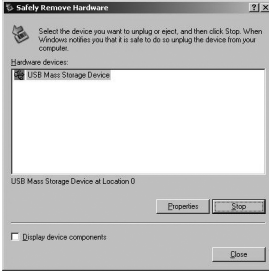 Safely Remove Hardware
Select the device you want to unplug or eject, and then click Stop. When
Windows notifies you that it is safe to do so unplug the device from your
computer.
Hardware devices:
USB Mass Storage Device
USB Mass Storage Device at Location 0
Properties
Stop
Display device components
Close